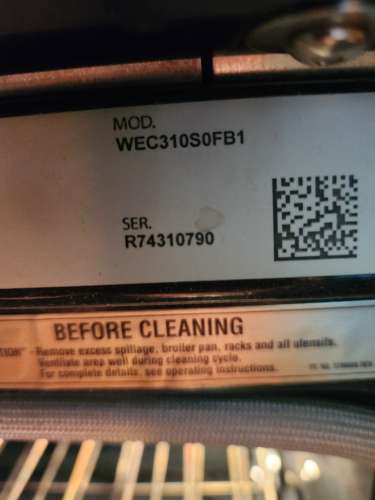 MOD.
WEC310S0FB1
SER.
R74310790
BEFORE CLEANING
Remove excess spillage, broiler pan, racks and all utensils.
Ventilate area well during cleaning cycle.
For complete details, see operating instructions.